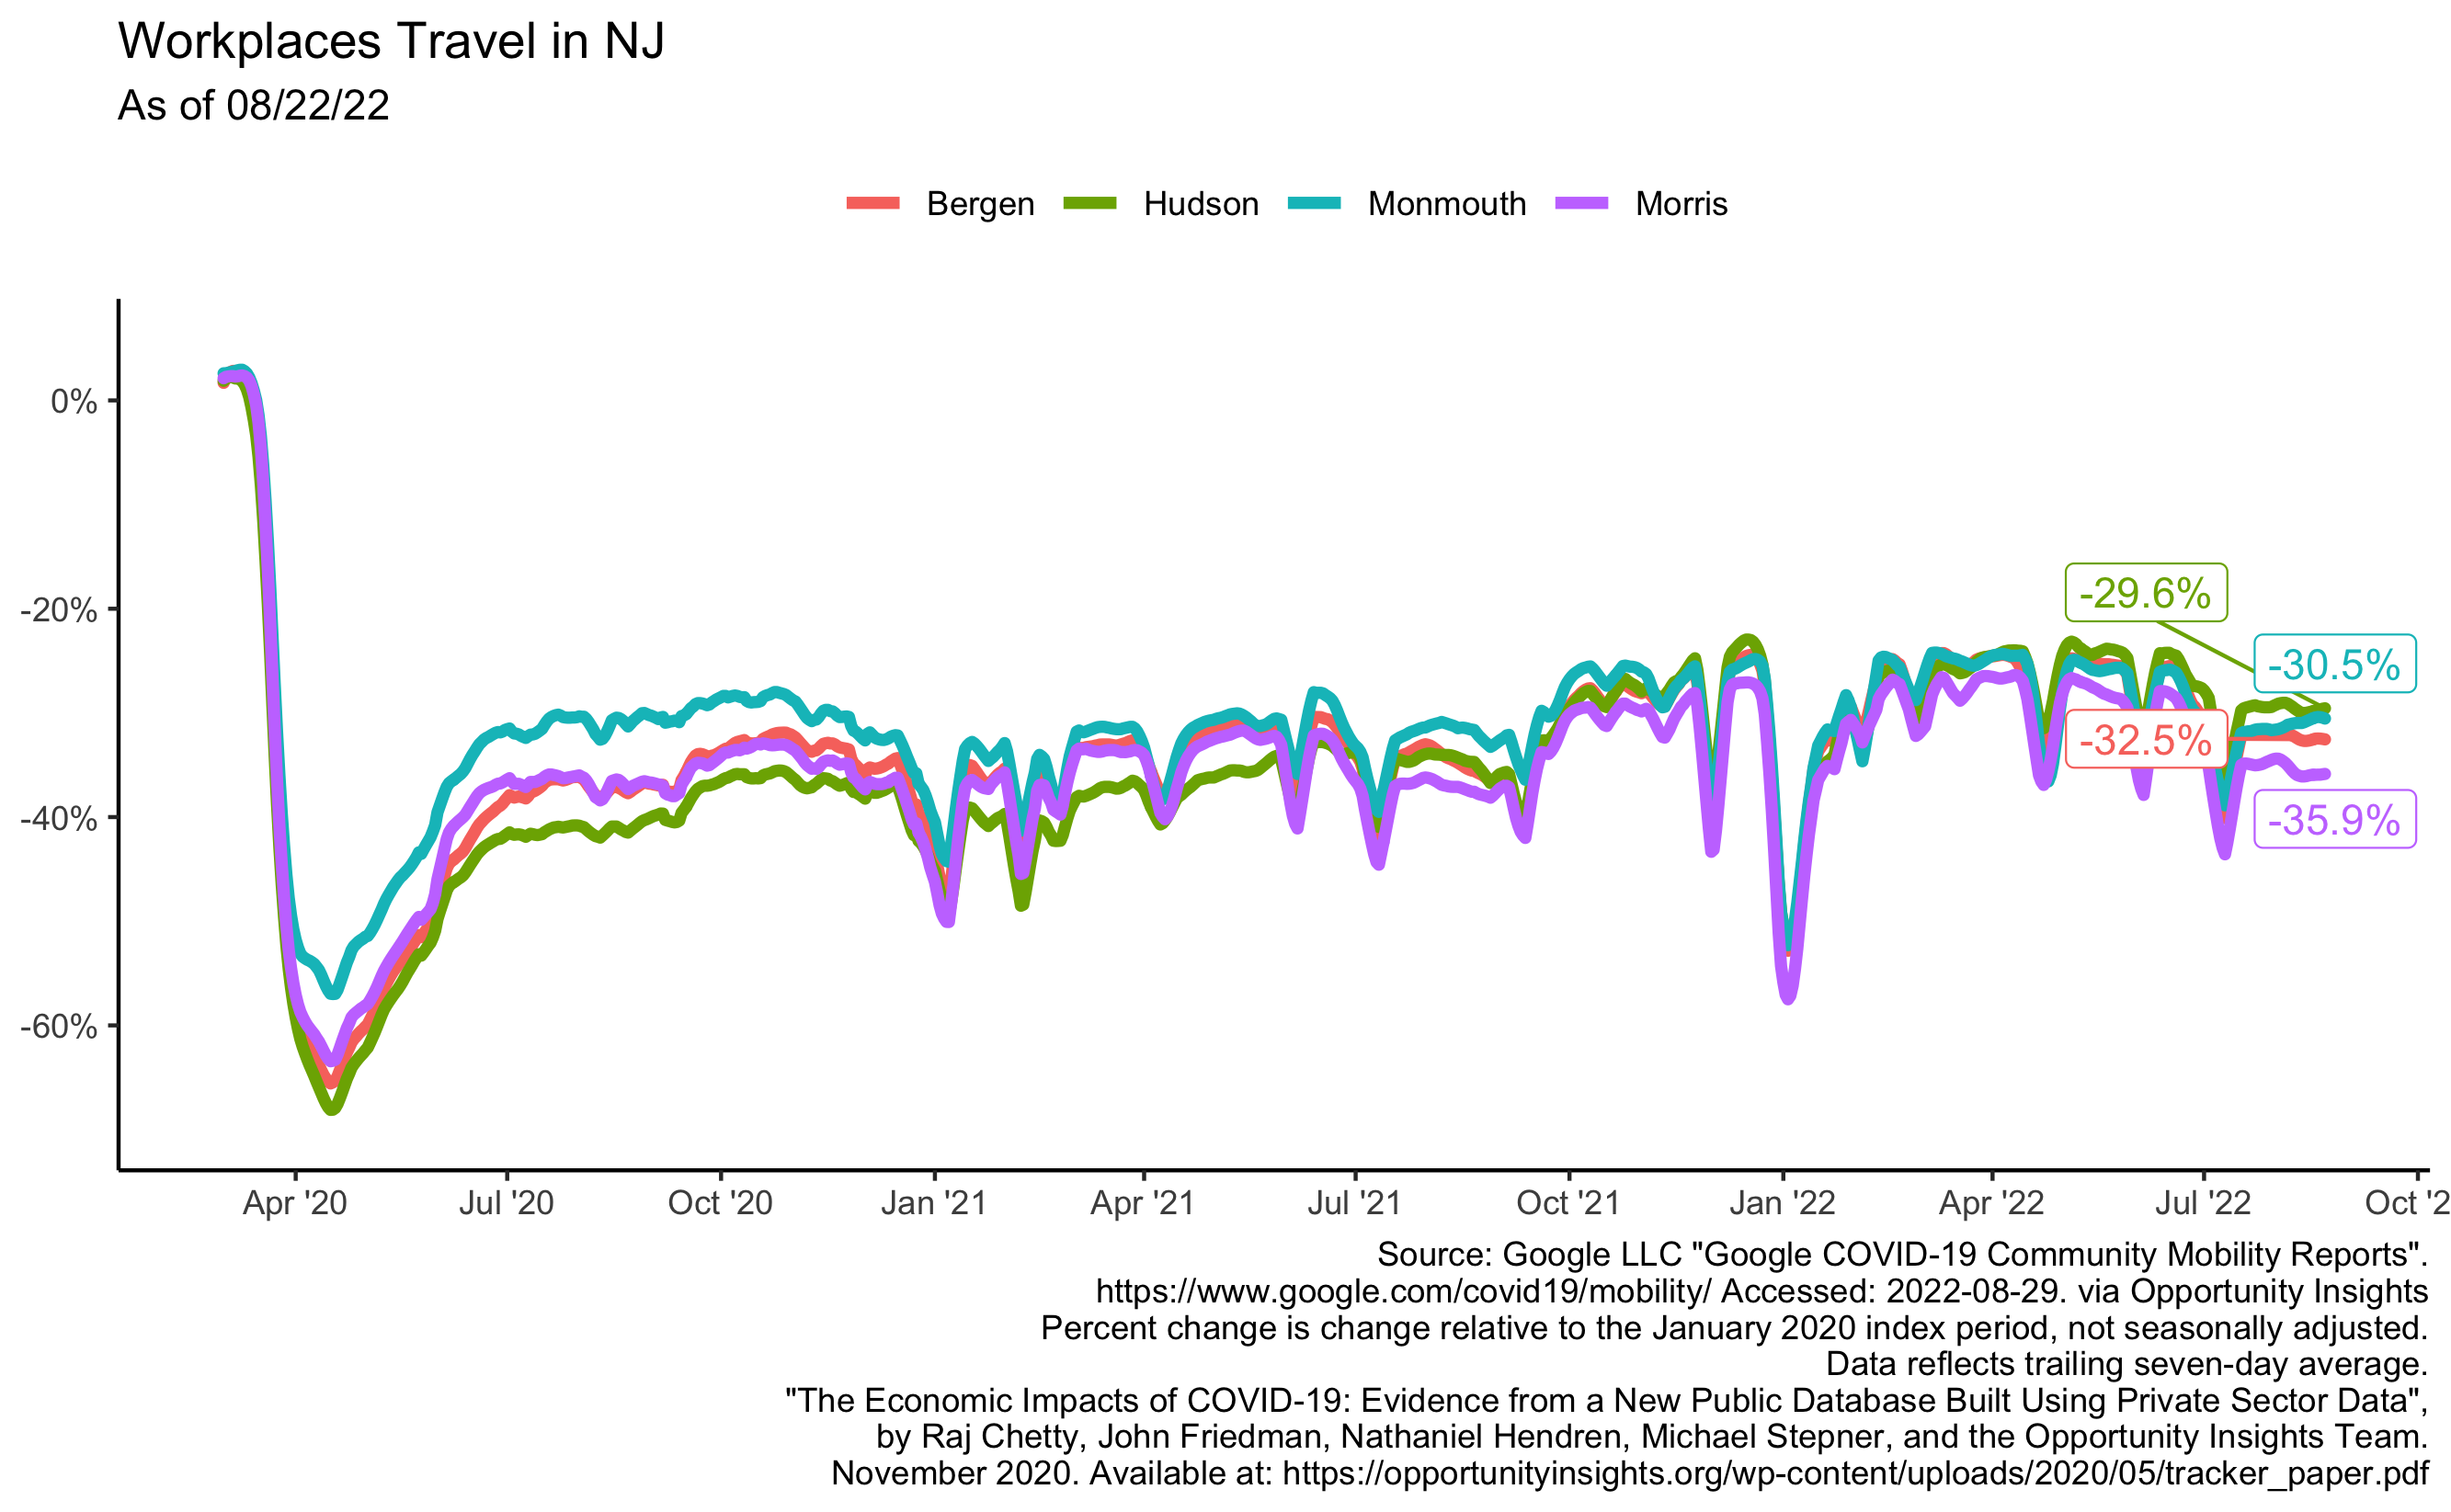 Workplaces Travel in NJ
As of 08/22/22
Bergen Hudson Monmouth Morris
0%
-20%
-40%
-60%
-29.6%
-30.5%
-32.5%
-35.9%
Apr '20 Jul '20 Oct '20 Jan '21 Apr '21 Jul '21 Oct '21 Jan '22 Apr '22 Jul '22 Oct '2
Source: Google LLC "Google COVID-19 Community Mobility Reports".
https://www.google.com/covid19/mobility/ Accessed: 2022-08-29. via Opportunity Insights
Percent change is change relative to the January 2020 index period, not seasonally adjusted.
Data reflects trailing seven-day average.
"The Economic Impacts of COVID-19: Evidence from a New Public Database Built Using Private Sector Data",
by Raj Chetty, John Friedman, Nathaniel Hendren, Michael Stepner, and the Opportunity Insights Team.
November 2020. Available at: https://opportunityinsights.org/wp-content/uploads/2020/05/tracker_paper.pdf